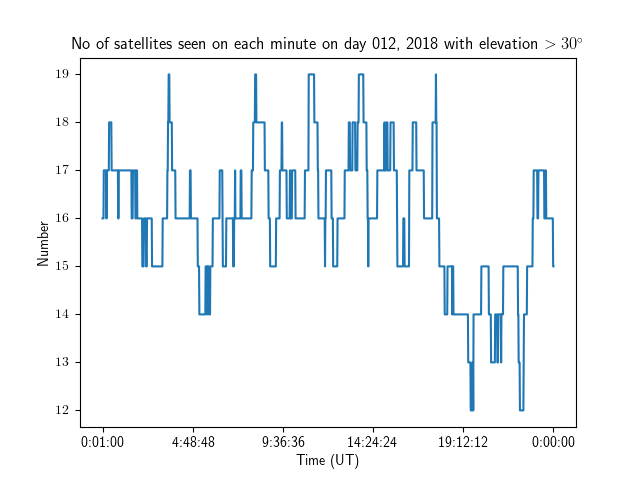 No of satellites seen on each minute on day 012, 2018 with elevation > 30°
19
18
17
16
15
14
13
12
Number
0:01:00 4:48:48 9:36:36 14:24:24 19:12:12 0:00:00
Time (UT)